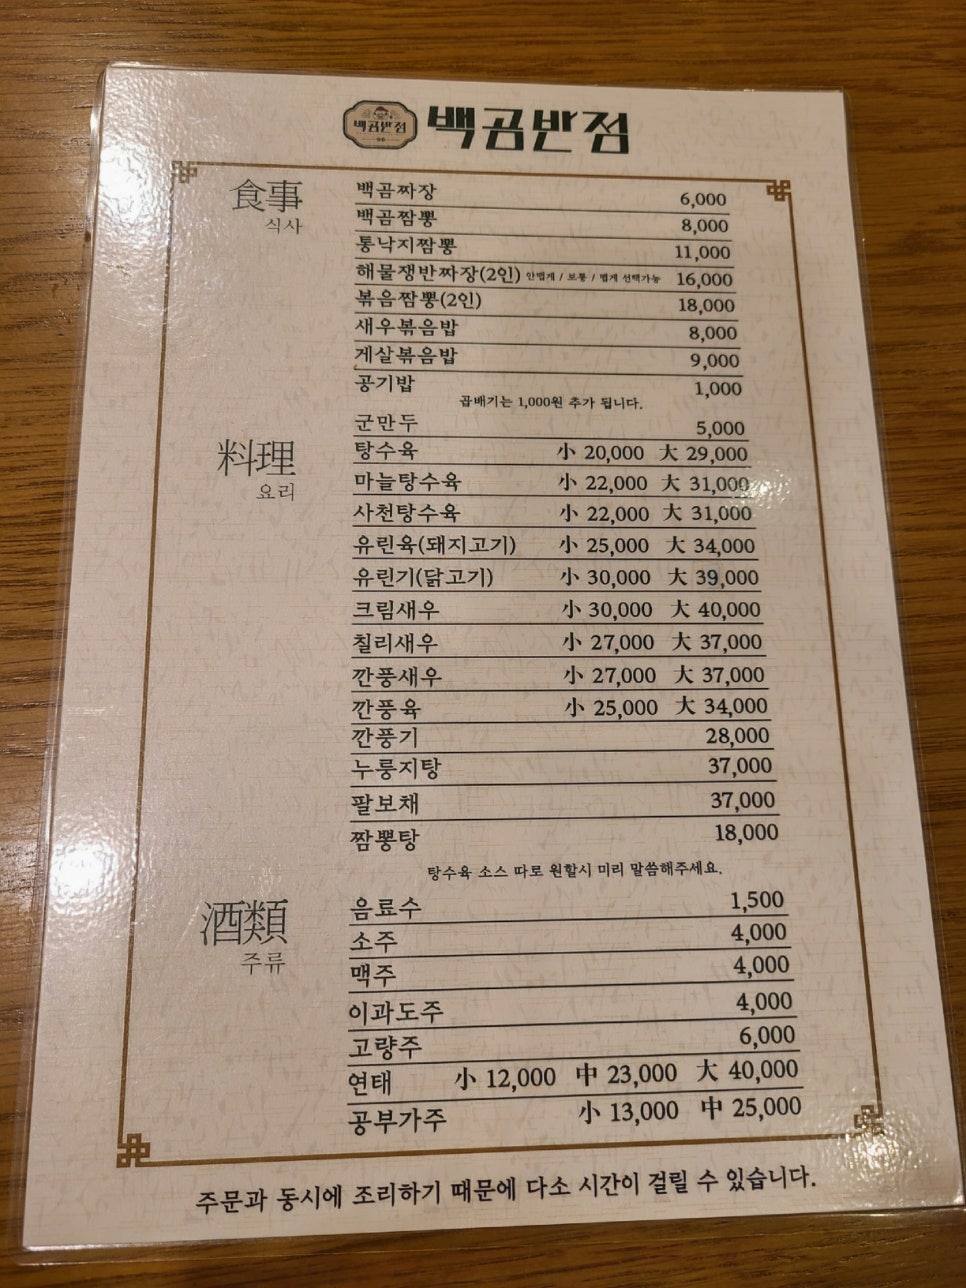 백곰반점
백곰반점
食事
식사
백곰짜장 6,000
백곰짬뽕 8,000
통낙지짬뽕 11,000
해물쟁반짜장(2인) 안맵게 / 보통 / 맵게 선택가능 16,000
볶음짬뽕(2인) 18,000
새우볶음밥 8,000
게살볶음밥 9,000
공기밥 1,000
곱배기는 1,000원 추가 됩니다.
料理
요리
군만두 5,000
탕수육 小 20,000 大 29,000
마늘탕수육 小 22,000 大 31,000
사천탕수육 小 22,000 大 31,000
유린육(돼지고기) 小 25,000 大 34,000
유린기(닭고기) 小 30,000 大 39,000
크림새우 小 30,000 大 40,000
칠리새우 小 27,000 大 37,000
깐풍새우 小 27,000 大 37,000
깐풍육 小 25,000 大 34,000
깐풍기 28,000
누룽지탕 37,000
팔보채 37,000
짬뽕탕 18,000
탕수육 소스 따로 원할시 미리 말씀해주세요.
酒類
주류
음료수 1,500
소주 4,000
맥주 4,000
이과도주 4,000
고량주 6,000
연태 小 12,000 中 23,000 大 40,000
공부가주 小 13,000 中 25,000
주문과 동시에 조리하기 때문에 다소 시간이 걸릴 수 있습니다.